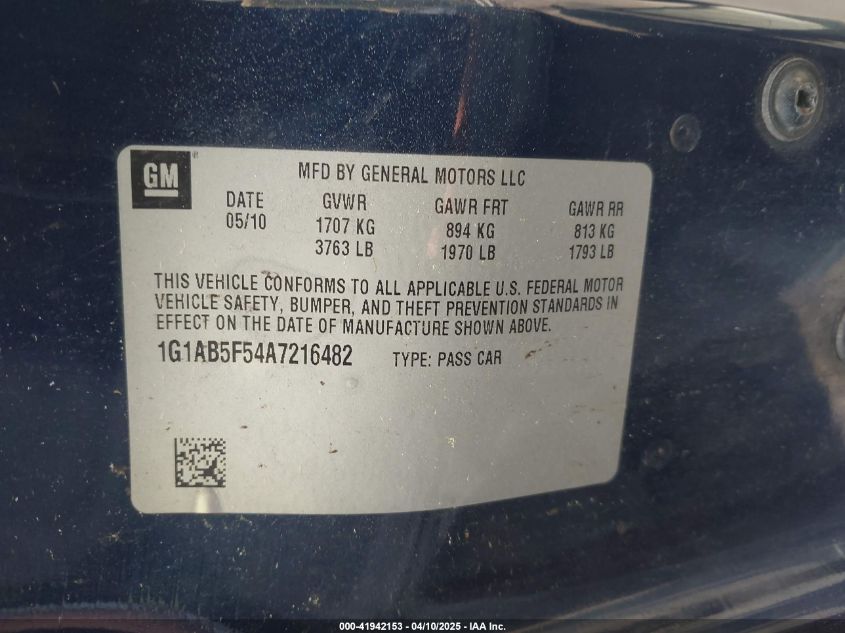 GM
MFD BY GENERAL MOTORS LLC
DATE GVWR GAWR FRT GAWR RR
05/10 1707 KG 894 KG 813 KG
3763 LB 1970 LB 1793 LB
THIS VEHICLE CONFORMS TO ALL APPLICABLE U.S. FEDERAL MOTOR
VEHICLE SAFETY, BUMPER, AND THEFT PREVENTION STANDARDS IN
EFFECT ON THE DATE OF MANUFACTURE SHOWN ABOVE.
1G1AB5F54A7216482 TYPE: PASS CAR
000-41942153 - 04/10/2025 - IAA Inc.